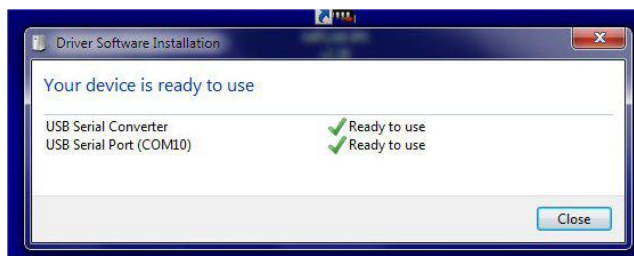 Driver Software Installation
Your device is ready to use
USB Serial Converter Ready to use
USB Serial Port (COM10) Ready to use
Close